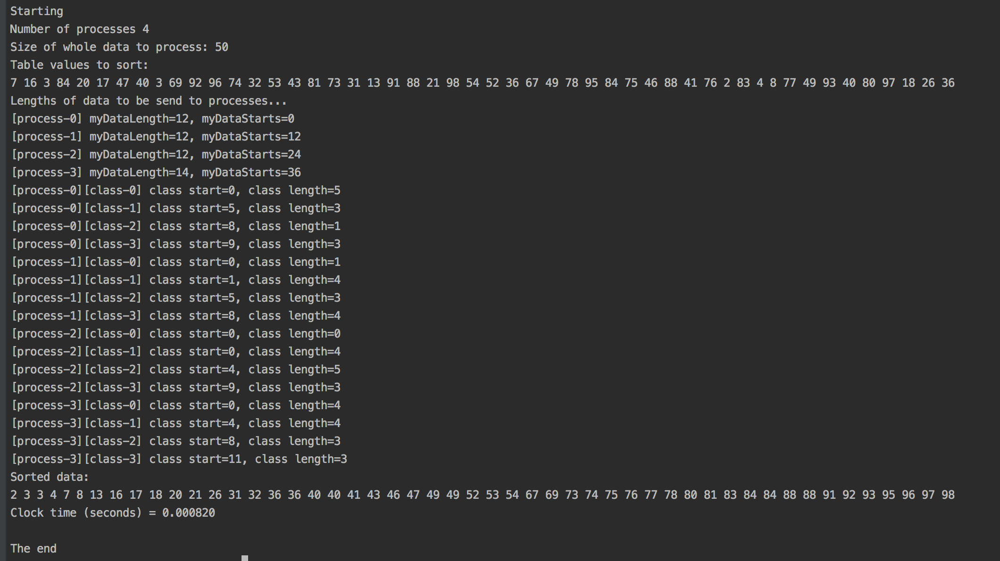 Starting
Number of processes 4
Size of whole data to process: 50
Table values to sort:
7 16 3 84 20 17 47 40 3 69 92 96 74 32 53 43 81 73 31 13 91 88 21 98 54 52 36 67 49 78 95 84 75 46 88 41 76 2 83 4 8 77 49 93 40 80 97 18 26 36
Lengths of data to be send to processes...
[process-0] myDataLength=12, myDataStarts=0
[process-1] myDataLength=12, myDataStarts=12
[process-2] myDataLength=12, myDataStarts=24
[process-3] myDataLength=14, myDataStarts=36
[process-0][class-0] class start=0, class length=5
[process-0][class-1] class start=5, class length=3
[process-0][class-2] class start=8, class length=1
[process-0][class-3] class start=9, class length=3
[process-1][class-0] class start=0, class length=1
[process-1][class-1] class start=1, class length=4
[process-1][class-2] class start=5, class length=3
[process-1][class-3] class start=8, class length=4
[process-2][class-0] class start=0, class length=0
[process-2][class-1] class start=0, class length=4
[process-2][class-2] class start=4, class length=5
[process-2][class-3] class start=9, class length=3
[process-3][class-0] class start=0, class length=4
[process-3][class-1] class start=4, class length=4
[process-3][class-2] class start=8, class length=3
[process-3][class-3] class start=11, class length=3
Sorted data:
2 3 3 4 7 8 13 16 17 18 20 21 26 31 32 36 36 40 40 41 43 46 47 49 49 52 53 54 67 69 73 74 75 76 77 78 80 81 83 84 84 88 88 91 92 93 95 96 97 98
Clock time (seconds) = 0.000820
The end